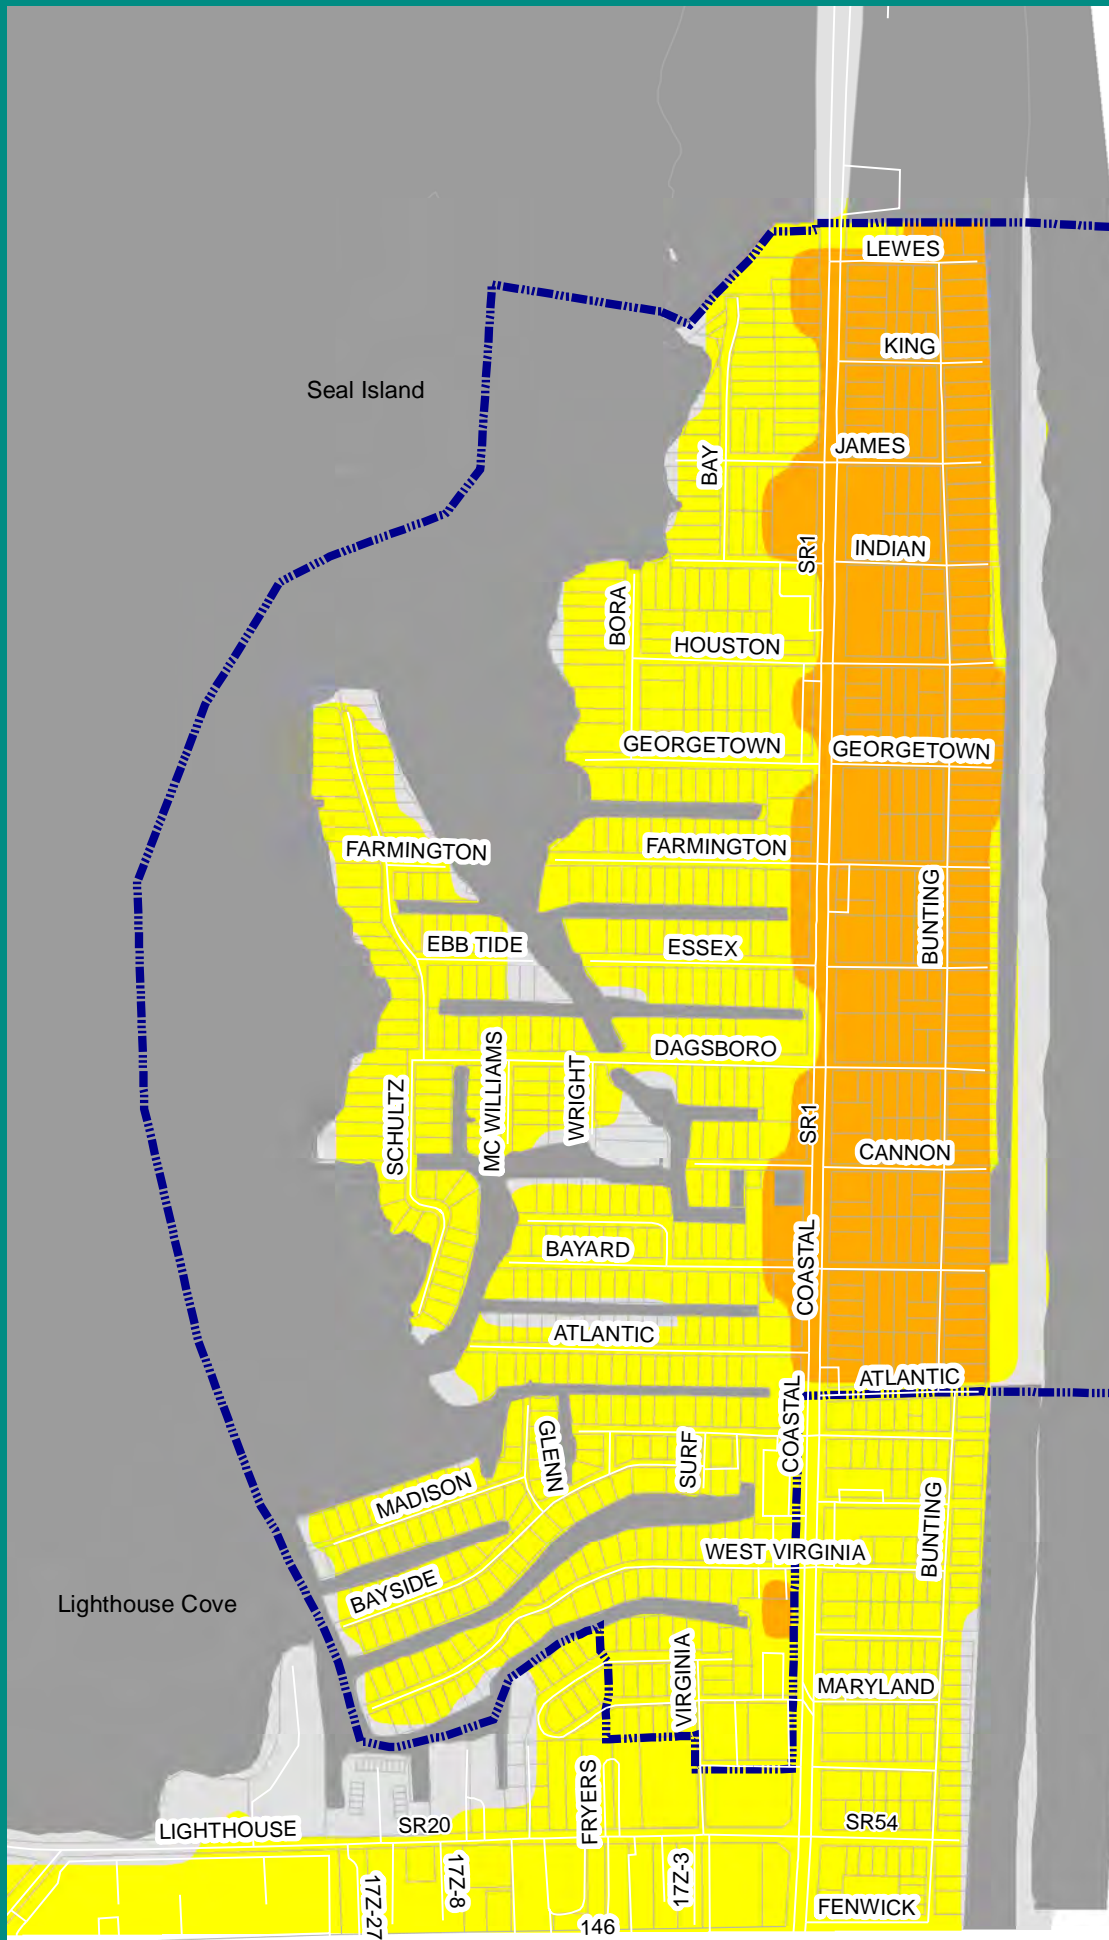 LEWES
KING
Seal Island
JAMES
BAY
INDIAN
SR1
BORA
HOUSTON
GEORGETOWN
GEORGETOWN
FARMINGTON
FARMINGTON
BUNTING
EBB TIDE
ESSEX
DAGSBORO
MC WILLIAMS
WRIGHT
SCHULTZ
SR1
CANNON
BAYARD
COASTAL
ATLANTIC
ATLANTIC
COASTAL
GLENN
SURF
MADISON
BUNTING
WEST VIRGINIA
BAYSIDE
Lighthouse Cove
VIRGINIA
MARYLAND
FRYERS
LIGHTHOUSE
SR20
SR54
17Z-8
17Z-3
17Z-27
FENWICK
146